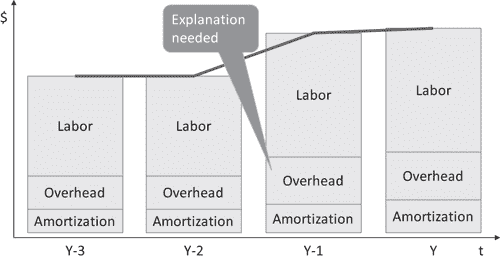 $
Explanation
needed
Labor
Labor
Labor
Labor
Overhead
Overhead
Overhead
Overhead
Amortization
Amortization
Amortization
Amortization
Y-3
Y-2
Y-1
Y
t